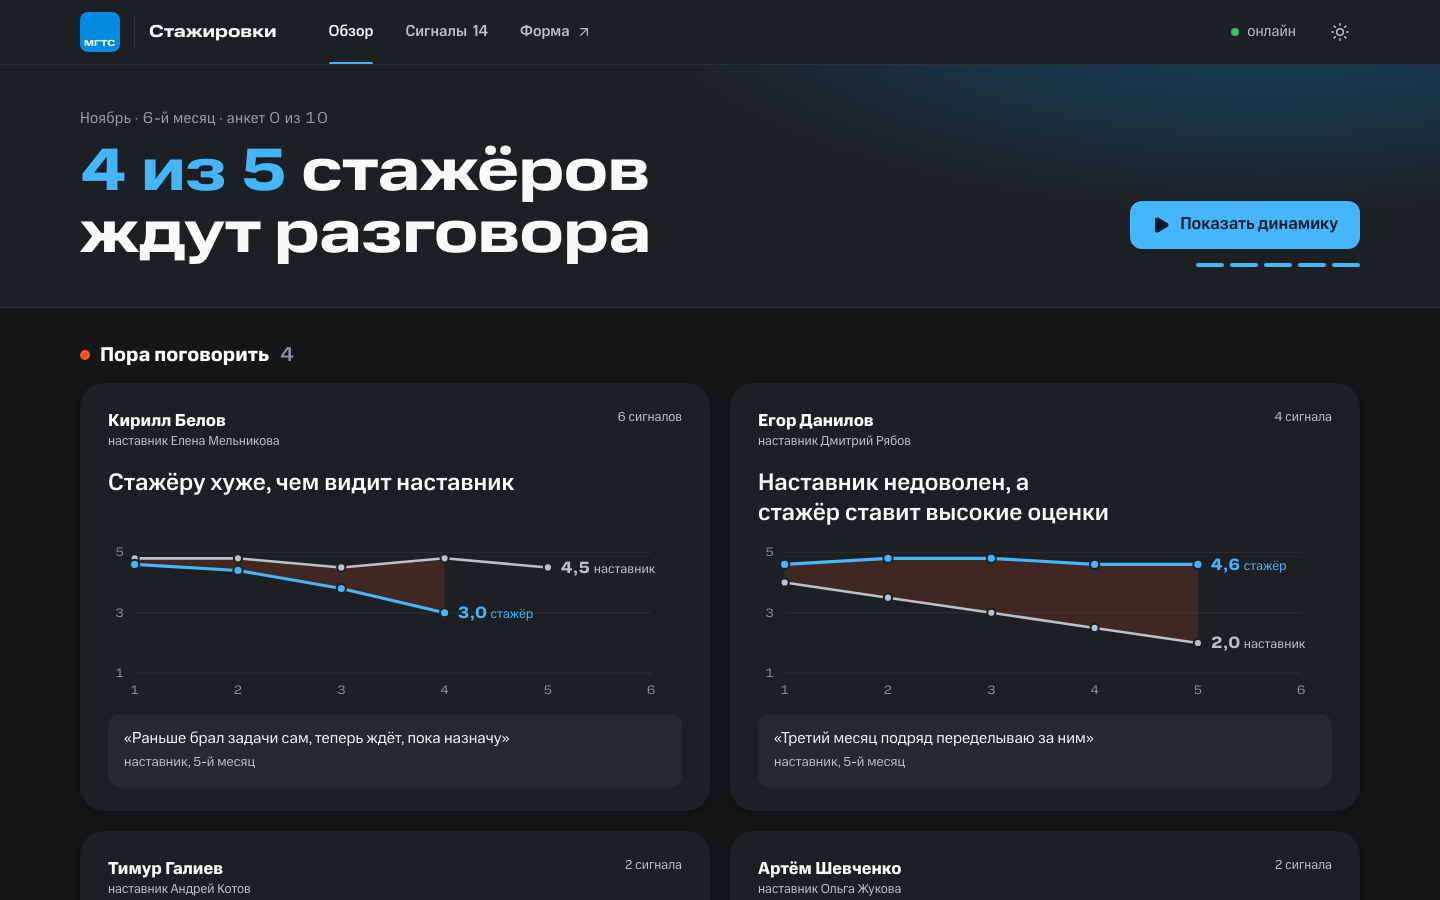 МГТС
Стажировки
Обзор
Сигналы 14
Форма
онлайн
Ноябрь · 6-й месяц · анкет 0 из 10
4 из 5 стажёров
ждут разговора
Показать динамику
Пора поговорить 4
Кирилл Белов
6 сигналов
наставник Елена Мельникова
Стажёру хуже, чем видит наставник
5
4,5 наставник
3
3,0 стажёр
1
1 2 3 4 5 6
«Раньше брал задачи сам, теперь ждёт, пока назначу»
наставник, 5-й месяц
Егор Данилов
4 сигнала
наставник Дмитрий Рябов
Наставник недоволен, а
стажёр ставит высокие оценки
5
4,6 стажёр
3
2,0 наставник
1
1 2 3 4 5 6
«Третий месяц подряд переделываю за ним»
наставник, 5-й месяц
Тимур Галиев
2 сигнала
наставник Андрей Котов
Артём Шевченко
2 сигнала
наставник Ольга Жукова